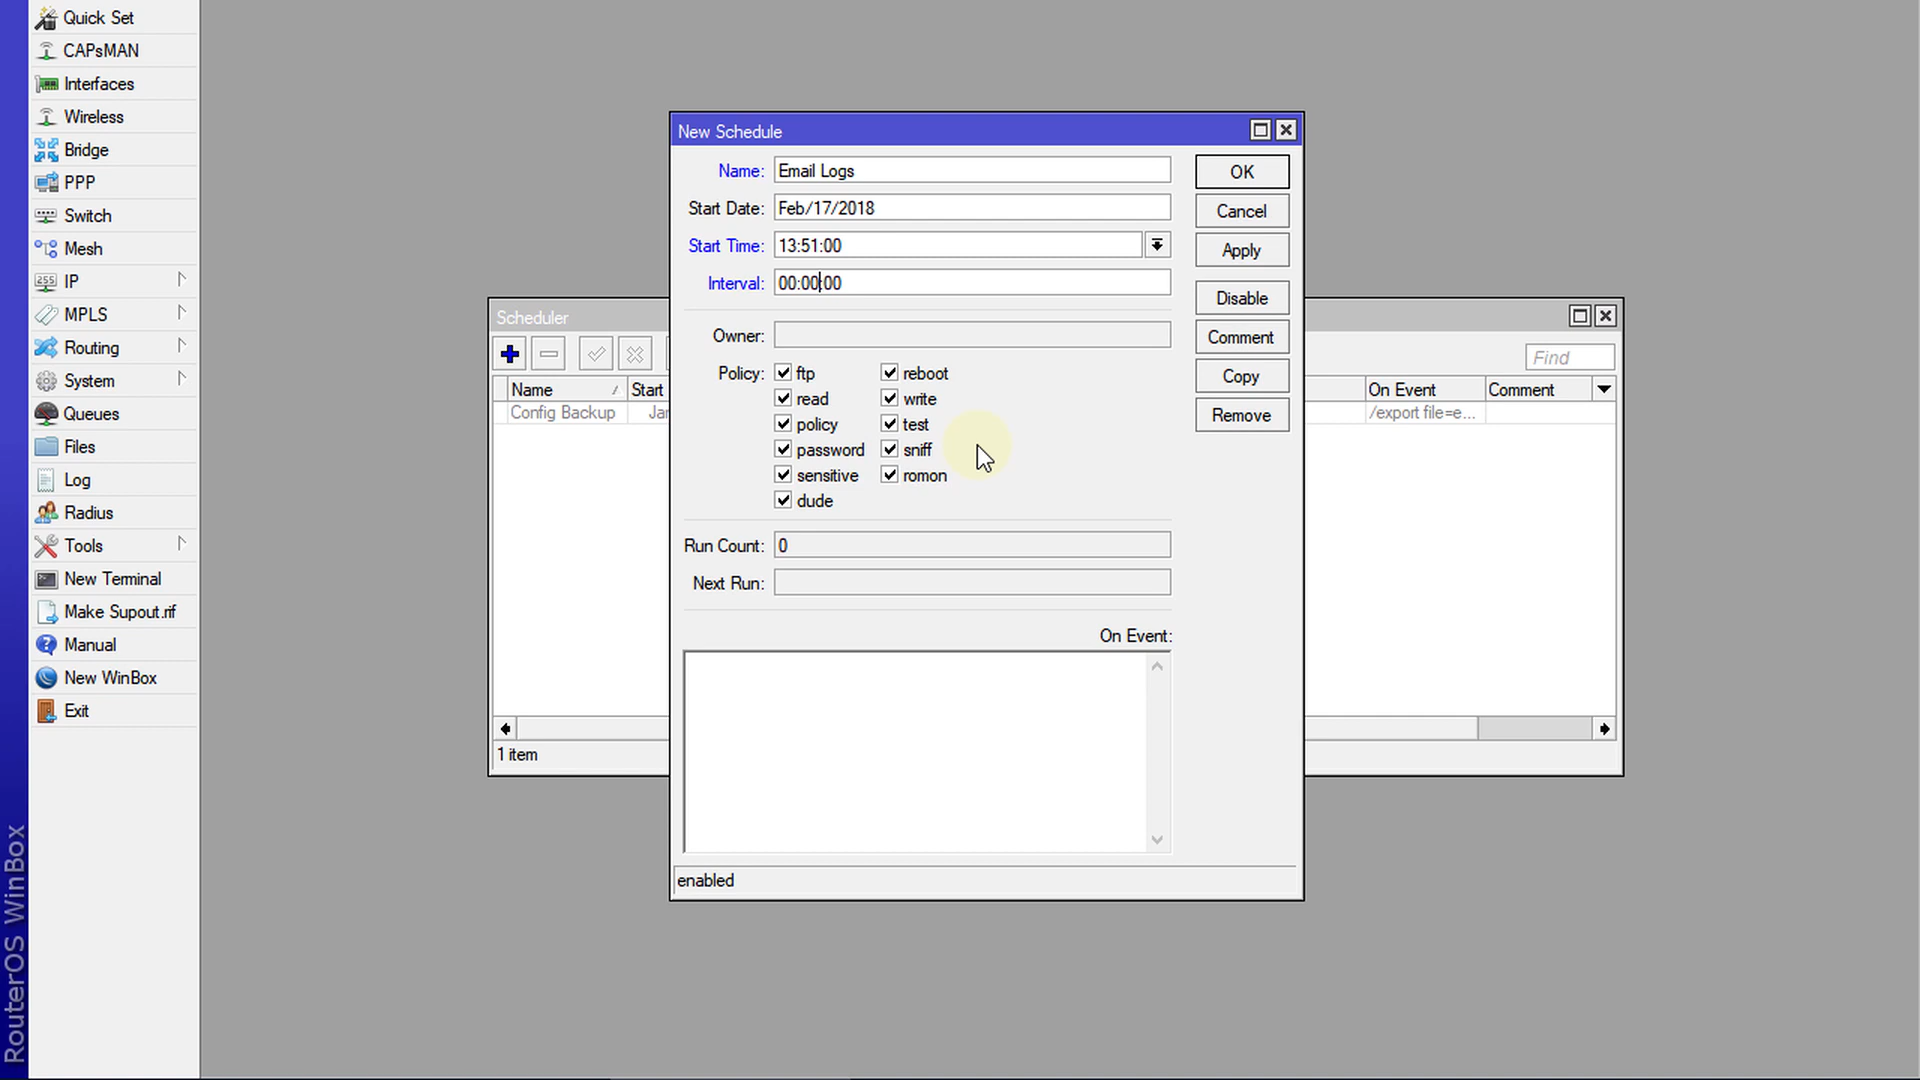 Quick Set
CAPsMAN
Interfaces
Wireless
Bridge
PPP
Switch
Mesh
IP
MPLS
Routing
System
Queues
Files
Log
Radius
Tools
New Terminal
Make Supout.rif
Manual
New WinBox
Exit
RouterOS WinBox
New Schedule
Name: Email Logs
Start Date: Feb/17/2018
Start Time: 13:51:00
Interval: 00:00:00
Owner:
Policy: ftp reboot
read write
policy test
password sniff
sensitive romon
dude
Run Count: 0
Next Run:
On Event:
enabled
OK
Cancel
Apply
Disable
Comment
Copy
Remove
Scheduler
Find
Name Start On Event Comment
Config Backup Jan /export file=e...
1 item
255